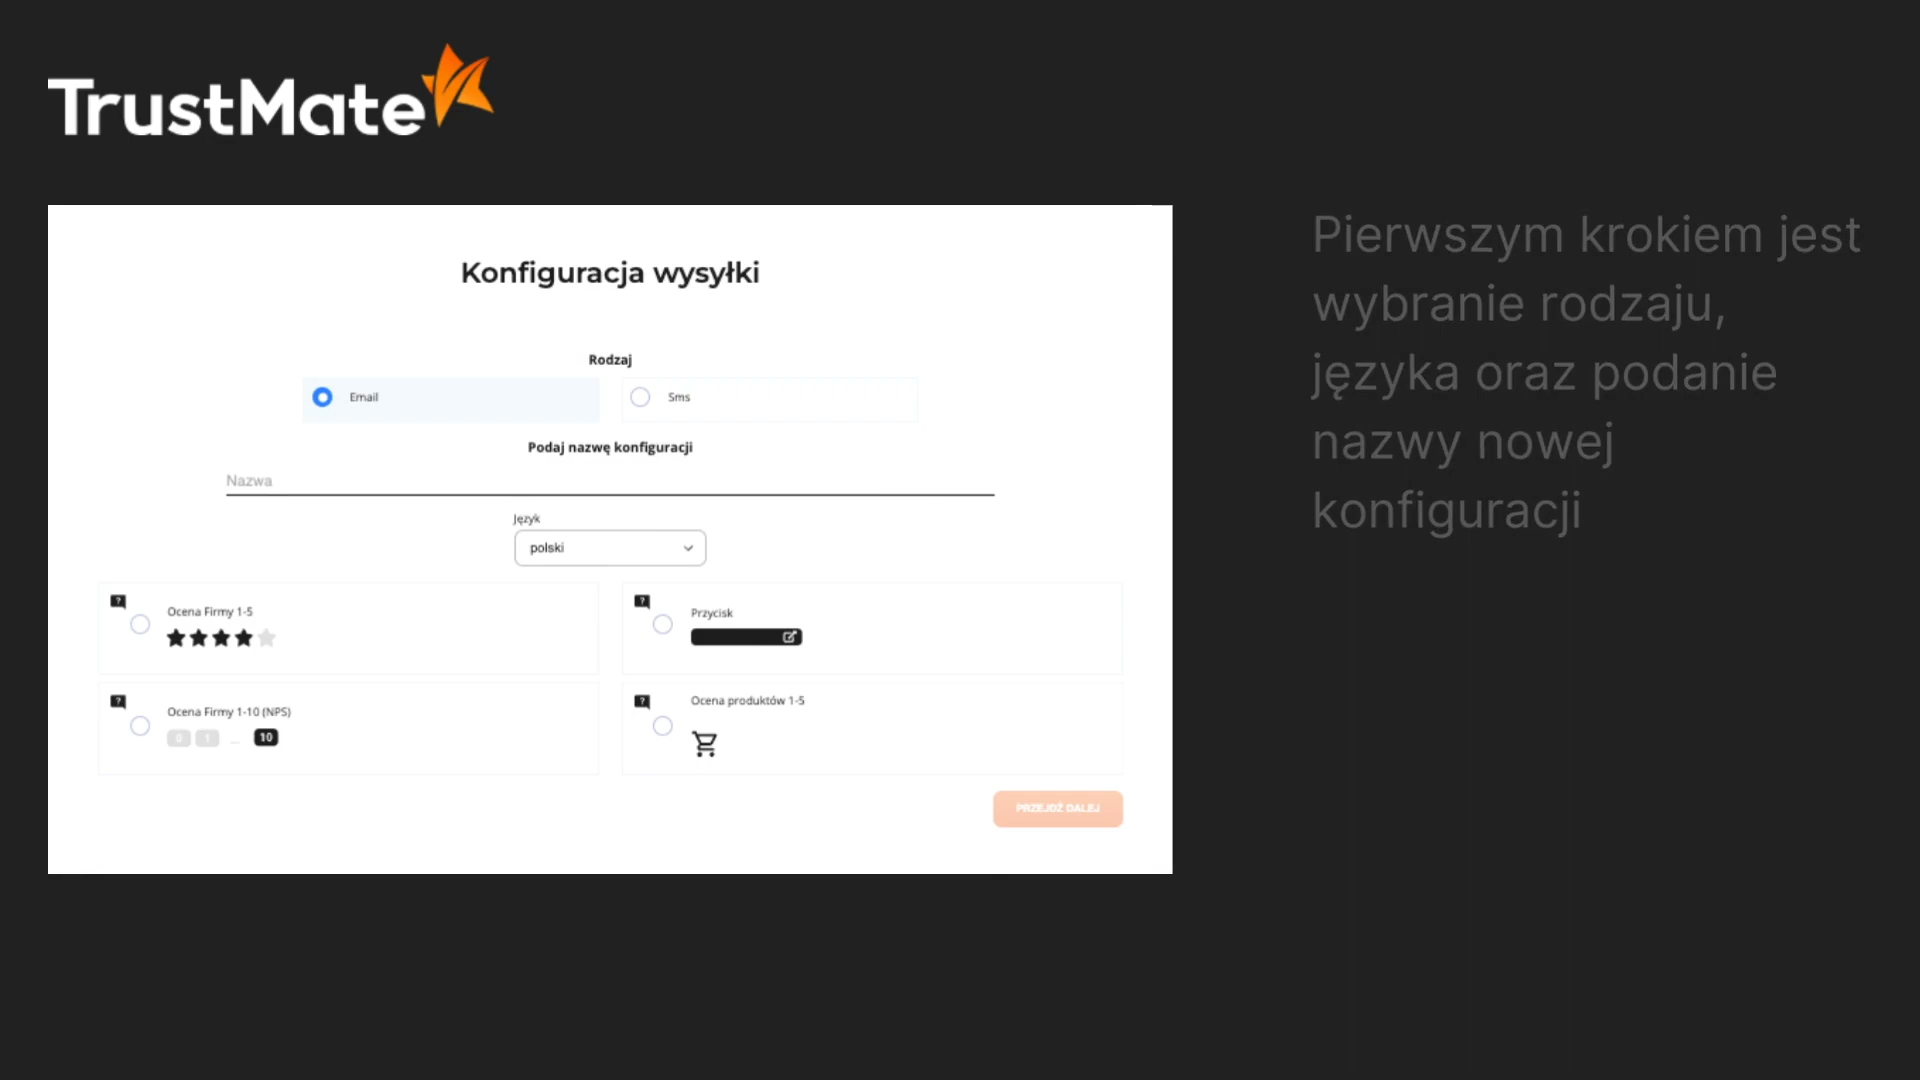 TrustMate
Konfiguracja wysyłki
Rodzaj
Email
Sms
Podaj nazwę konfiguracji
Nazwa
Język
polski
?
Ocena Firmy 1-5
?
Przycisk
?
Ocena Firmy 1-10 (NPS)
0 1 ... 10
?
Ocena produktów 1-5
PRZEJDŹ DALEJ
Pierwszym krokiem jest
wybranie rodzaju,
języka oraz podanie
nazwy nowej
konfiguracji